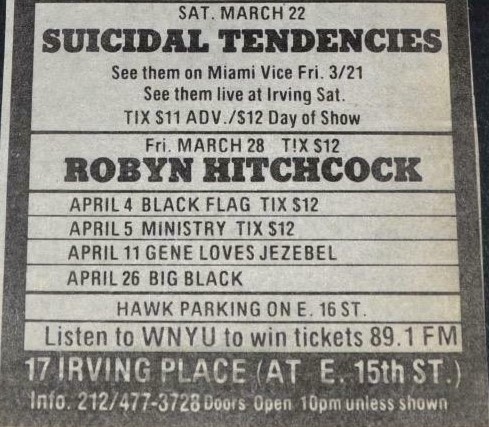 SAT. MARCH 22
SUICIDAL TENDENCIES
See them on Miami Vice Fri. 3/21
See them live at Irving Sat.
TIX $11 ADV./$12 Day of Show
Fri. MARCH 28 T!X $12
ROBYN HITCHCOCK
APRIL 4 BLACK FLAG TIX $12
APRIL 5 MINISTRY TIX $12
APRIL 11 GENE LOVES JEZEBEL
APRIL 26 BIG BLACK
HAWK PARKING ON E. 16 ST.
Listen to WNYU to win tickets 89.1 FM
17 IRVING PLACE (AT E. 15th ST.)
Info. 212/477-3728 Doors Open 10pm unless shown